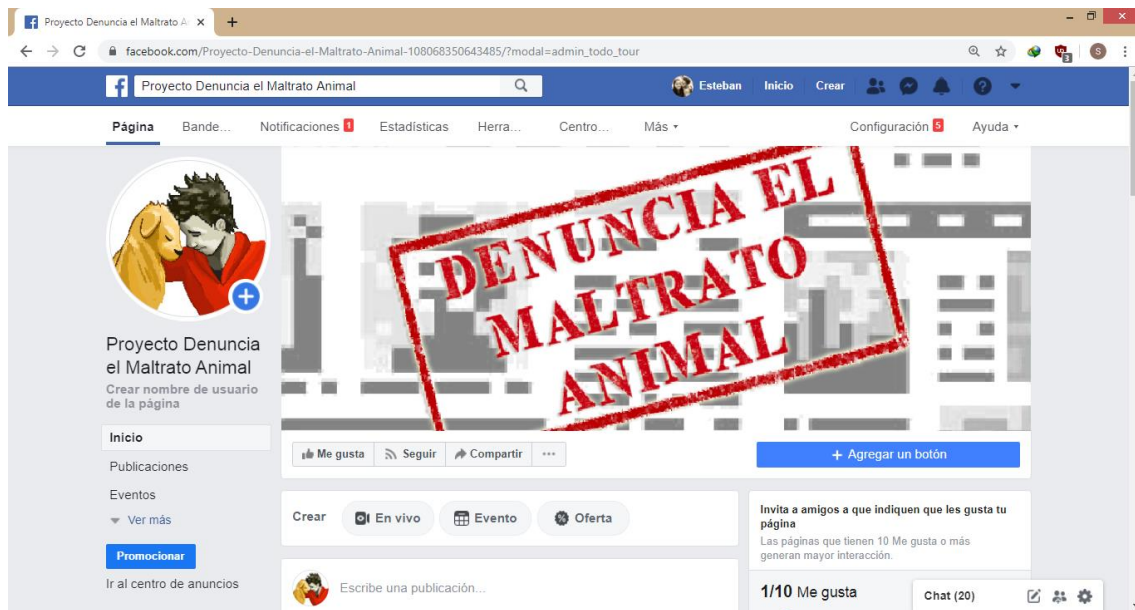 Proyecto Denuncia el Maltrato A
facebook.com/Proyecto-Denuncia-el-Maltrato-Animal-108068350643485/?modal=admin_todo_tour
3
S
Proyecto Denuncia el Maltrato Animal
Esteban Inicio Crear
Página Bande... Notificaciones 1 Estadísticas Herra... Centro... Más Configuración 5 Ayuda
DENUNCIA EL
MALTRATO
ANIMAL
Proyecto Denuncia
el Maltrato Animal
Crear nombre de usuario
de la página
Inicio
Publicaciones
Eventos
Ver más
Promocionar
Ir al centro de anuncios
Me gusta Seguir Compartir ...
+ Agregar un botón
Crear En vivo Evento Oferta
Escribe una publicación...
Invita a amigos a que indiquen que les gusta tu
página
Las páginas que tienen 10 Me gusta o más
generan mayor interacción.
1/10 Me gusta
Chat (20)